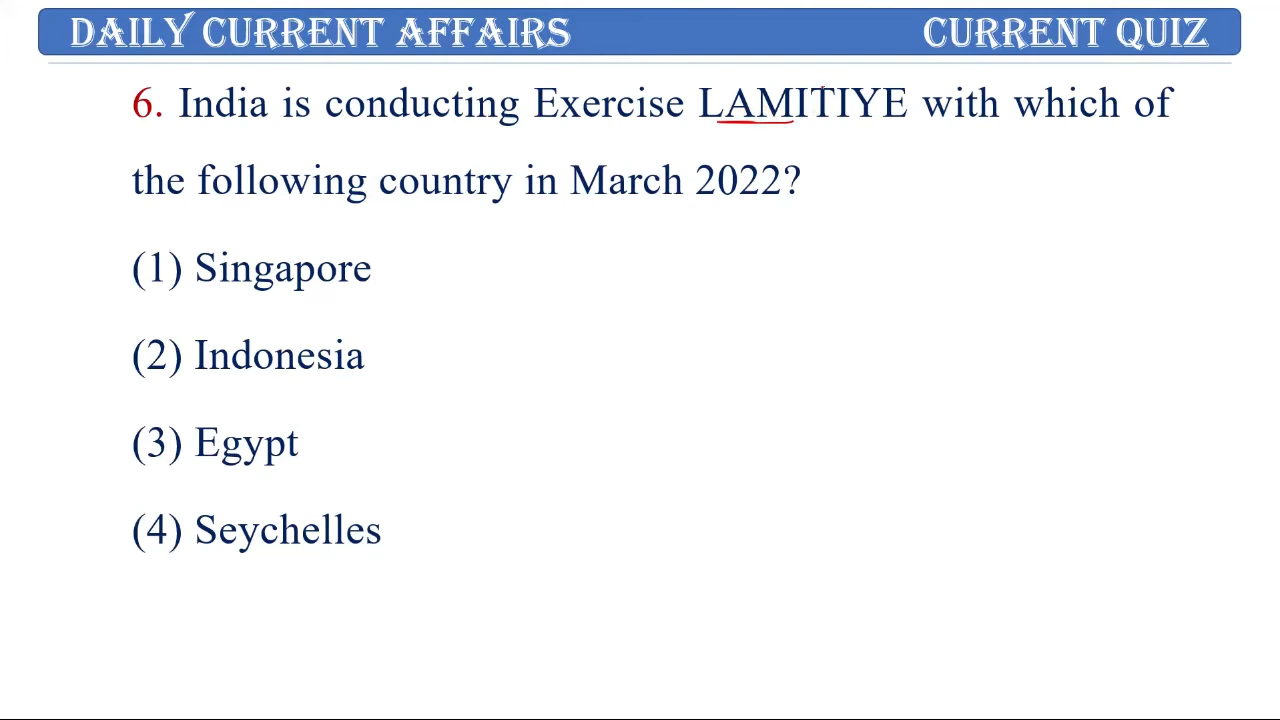 DAILY CURRENT AFFAIRS CURRENT QUIZ
6. India is conducting Exercise LAMITIYE with which of
the following country in March 2022?
(1) Singapore
(2) Indonesia
(3) Egypt
(4) Seychelles